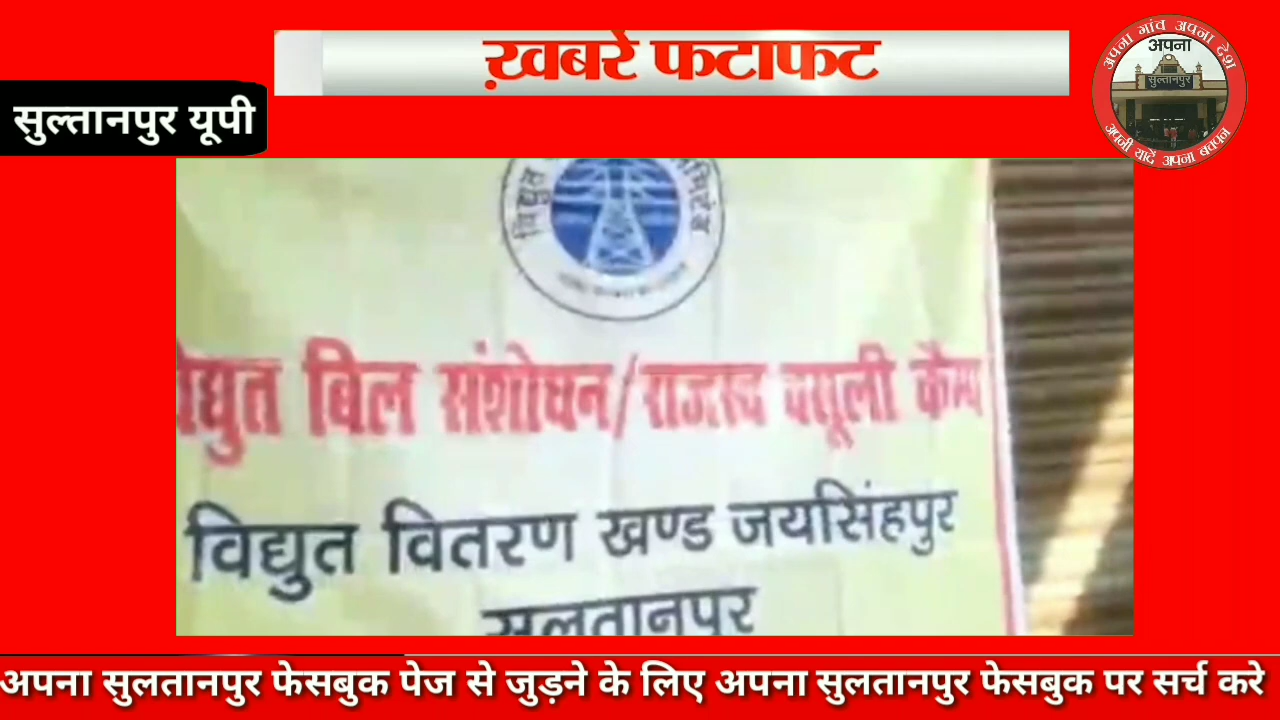 ख़बरें फटाफट
सुल्तानपुर यूपी
अपना गांव अपना देश
अपना
सुल्तानपुर
अपनी यादें अपना बचपन
विद्युत
द्युत बिल संशोधन/राजस्व वसूली कैम्प
विद्युत वितरण खण्ड जयसिंहपुर
सुलतानपुर
अपना सुलतानपुर फेसबुक पेज से जुड़ने के लिए अपना सुलतानपुर फेसबुक पर सर्च करे